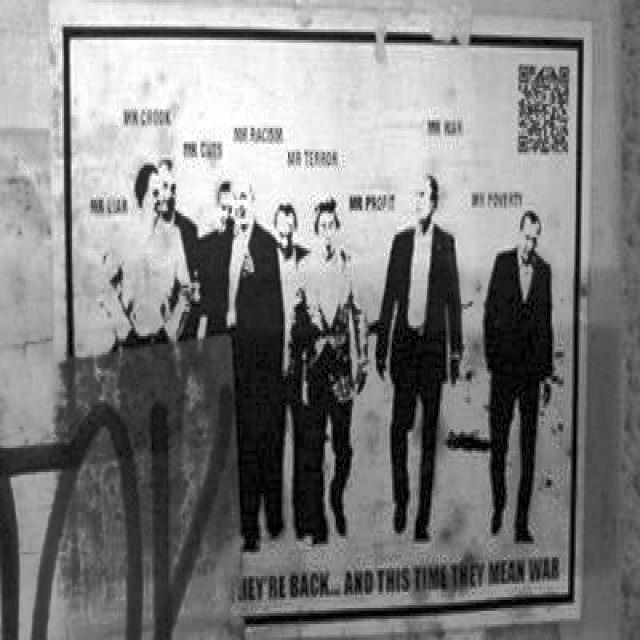 MR CROOK
MR CUTS
MR RACISM
MR TERROR
MR WAR
MR LIAR
MR PROFIT
MR POVERTY
HEY'RE BACK... AND THIS TIME THEY MEAN WAR